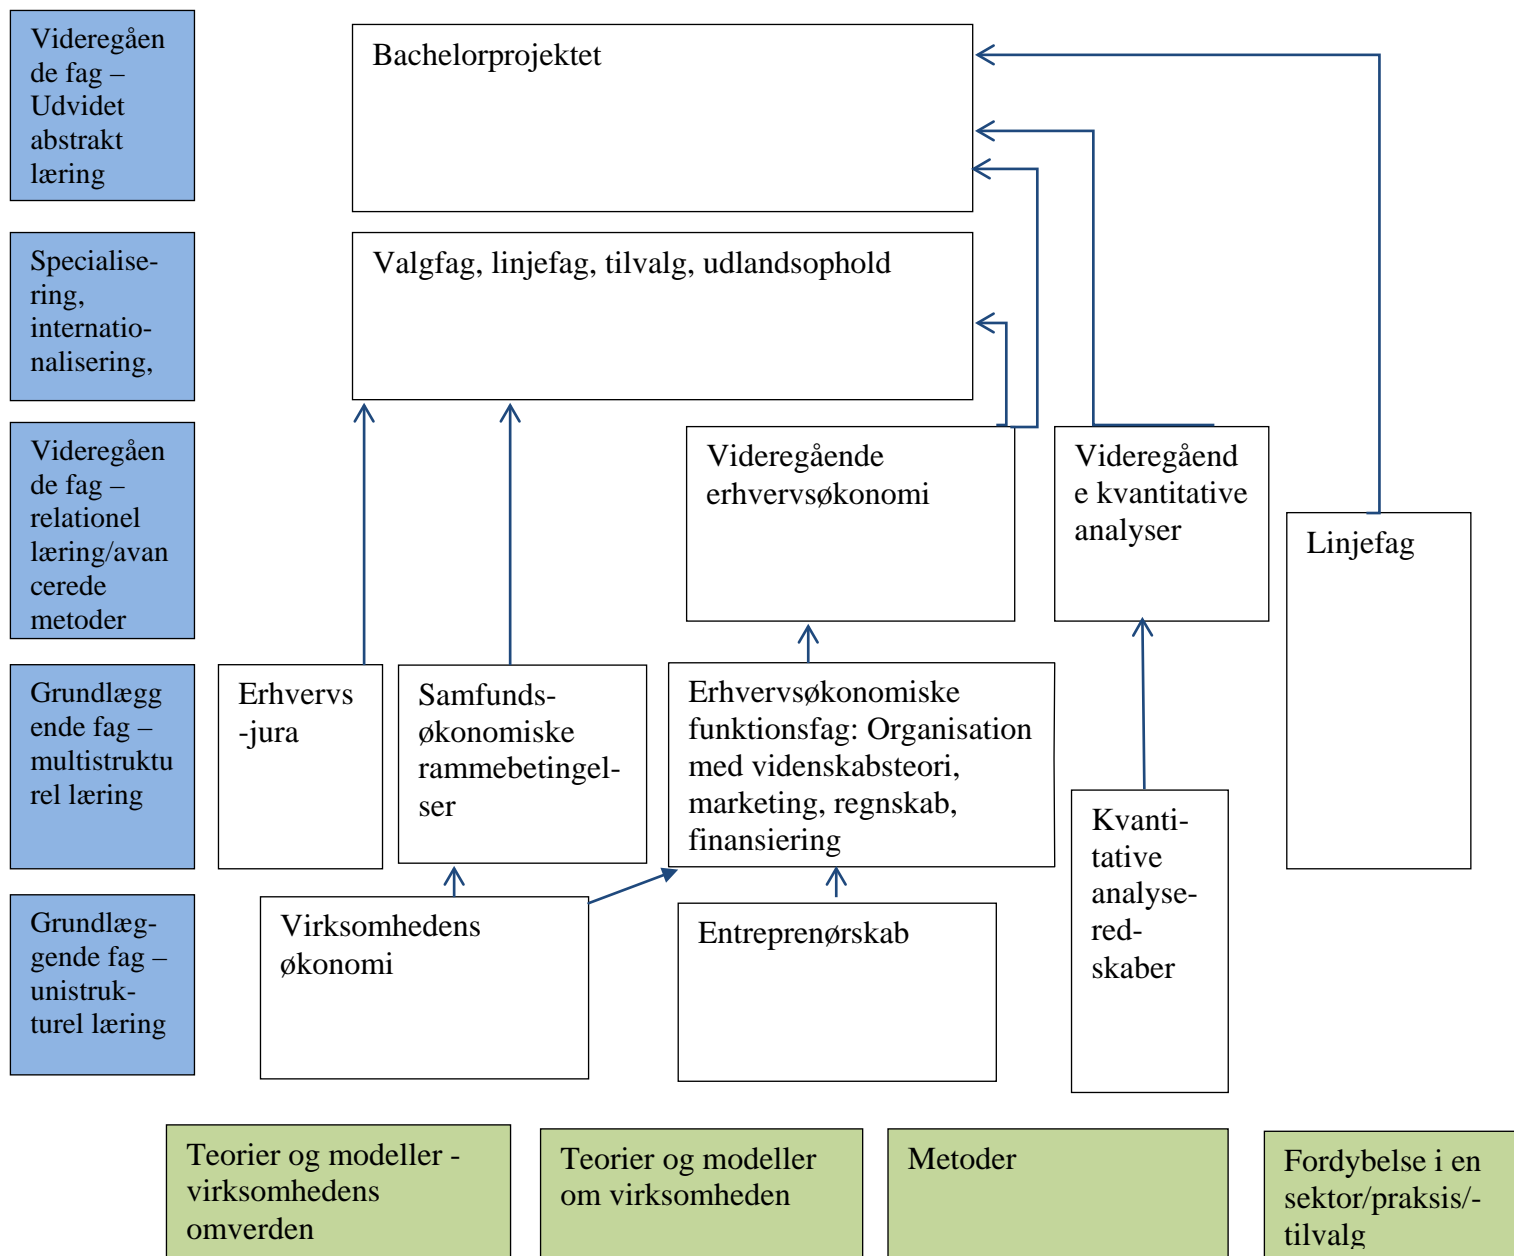 Videregåen
de fag –
Udvidet
abstrakt
læring
Bachelorprojektet
Specialise-
ring,
internatio-
nalisering,
Valgfag, linjefag, tilvalg, udlandsophold
Videregåen
de fag –
relationel
læring/avan
cerede
metoder
Videregående
erhvervsøkonomi
Videregåend
e kvantitative
analyser
Linjefag
Grundlægg
ende fag –
multistruktu
rel læring
Erhvervs
-jura
Samfunds-
økonomiske
rammebetingel-
ser
Erhvervsøkonomiske
funktionsfag: Organisation
med videnskabsteori,
marketing, regnskab,
finansiering
Kvanti-
tative
analyse-
red-
skaber
Grundlæg-
gende fag –
unistruk-
turel læring
Virksomhedens
økonomi
Entreprenørskab
Teorier og modeller -
virksomhedens
omverden
Teorier og modeller
om virksomheden
Metoder
Fordybelse i en
sektor/praksis/-
tilvalg